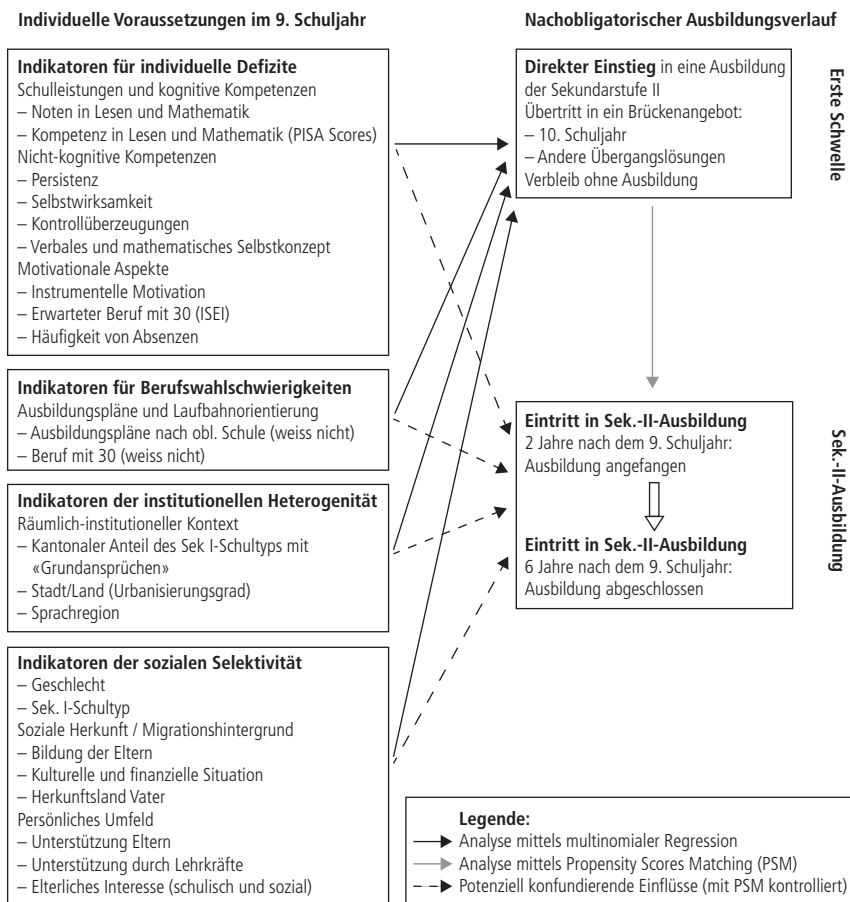 Individuelle Voraussetzungen im 9. Schuljahr
Nachobligatorischer Ausbildungsverlauf
Indikatoren für individuelle Defizite
Schulleistungen und kognitive Kompetenzen
– Noten in Lesen und Mathematik
– Kompetenz in Lesen und Mathematik (PISA Scores)
Nicht-kognitive Kompetenzen
– Persistenz
– Selbstwirksamkeit
– Kontrollüberzeugungen
– Verbales und mathematisches Selbstkonzept
Motivationale Aspekte
– Instrumentelle Motivation
– Erwarteter Beruf mit 30 (ISEI)
– Häufigkeit von Absenzen
Indikatoren für Berufswahlschwierigkeiten
Ausbildungspläne und Laufbahnorientierung
– Ausbildungspläne nach obl. Schule (weiss nicht)
– Beruf mit 30 (weiss nicht)
Indikatoren der institutionellen Heterogenität
Räumlich-institutioneller Kontext
– Kantonaler Anteil des Sek I-Schultyps mit
«Grundansprüchen»
– Stadt/Land (Urbanisierungsgrad)
– Sprachregion
Indikatoren der sozialen Selektivität
– Geschlecht
– Sek. I-Schultyp
Soziale Herkunft / Migrationshintergrund
– Bildung der Eltern
– Kulturelle und finanzielle Situation
– Herkunftsland Vater
Persönliches Umfeld
– Unterstützung Eltern
– Unterstützung durch Lehrkräfte
– Elterliches Interesse (schulisch und sozial)
Direkter Einstieg in eine Ausbildung
der Sekundarstufe II
Übertritt in ein Brückenangebot:
– 10. Schuljahr
– Andere Übergangslösungen
Verbleib ohne Ausbildung
Erste Schwelle
Eintritt in Sek.-II-Ausbildung
2 Jahre nach dem 9. Schuljahr:
Ausbildung angefangen
Eintritt in Sek.-II-Ausbildung
6 Jahre nach dem 9. Schuljahr:
Ausbildung abgeschlossen
Sek.-II-Ausbildung
Legende:
Analyse mittels multinomialer Regression
Analyse mittels Propensity Scores Matching (PSM)
Potenziell konfundierende Einflüsse (mit PSM kontrolliert)